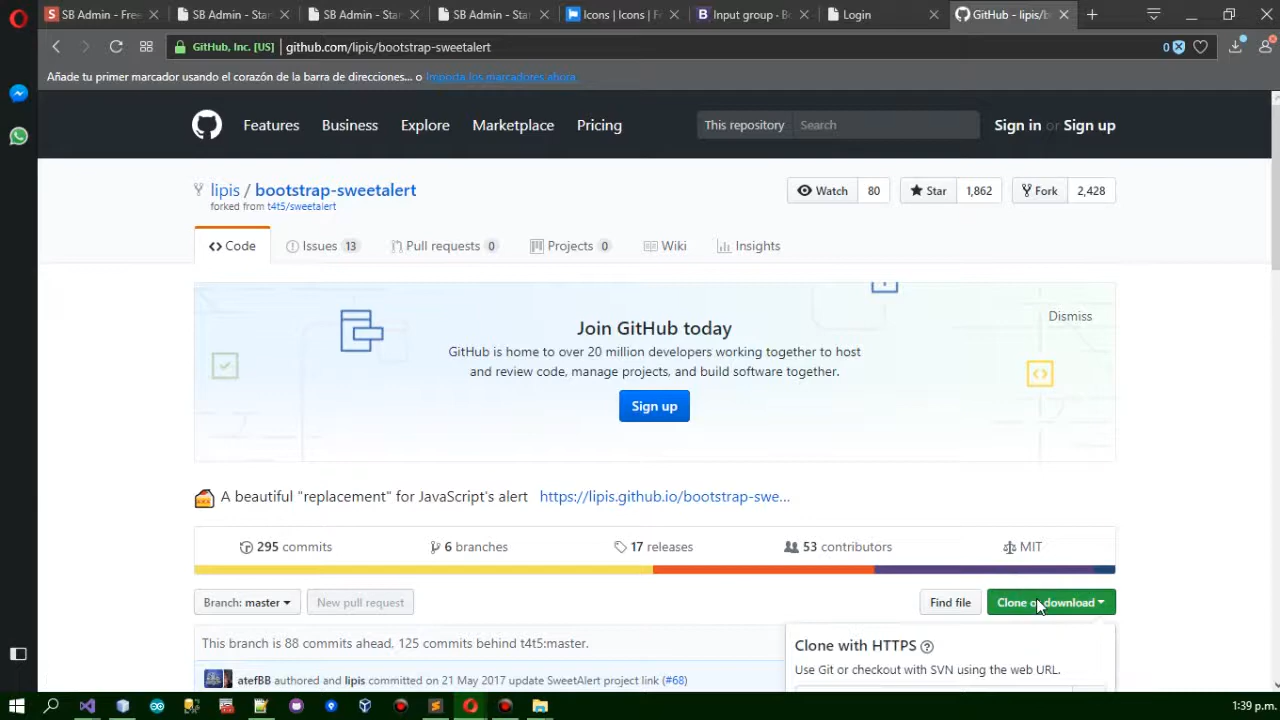 SB Admin - Free
SB Admin - Star
SB Admin - Star
SB Admin - Star
Icons | Icons | F
Input group - Bo
Login
GitHub - lipis/b
GitHub, Inc. [US]
github.com/lipis/bootstrap-sweetalert
0
Añade tu primer marcador usando el corazón de la barra de direcciones... o Importa los marcadores ahora.
Features
Business
Explore
Marketplace
Pricing
This repository
Search
Sign in or Sign up
lipis / bootstrap-sweetalert
forked from t4t5/sweetalert
Watch 80
Star 1,862
Fork 2,428
Code
Issues 13
Pull requests 0
Projects 0
Wiki
Insights
Join GitHub today
Dismiss
GitHub is home to over 20 million developers working together to host
and review code, manage projects, and build software together.
Sign up
A beautiful "replacement" for JavaScript's alert https://lipis.github.io/bootstrap-swe...
295 commits
6 branches
17 releases
53 contributors
MIT
Branch: master
New pull request
Find file
Clone or download
This branch is 88 commits ahead, 125 commits behind t4t5:master.
Clone with HTTPS
Use Git or checkout with SVN using the web URL.
atefBB authored and lipis committed on 21 May 2017 update SweetAlert project link (#68)
1:39 p.m.